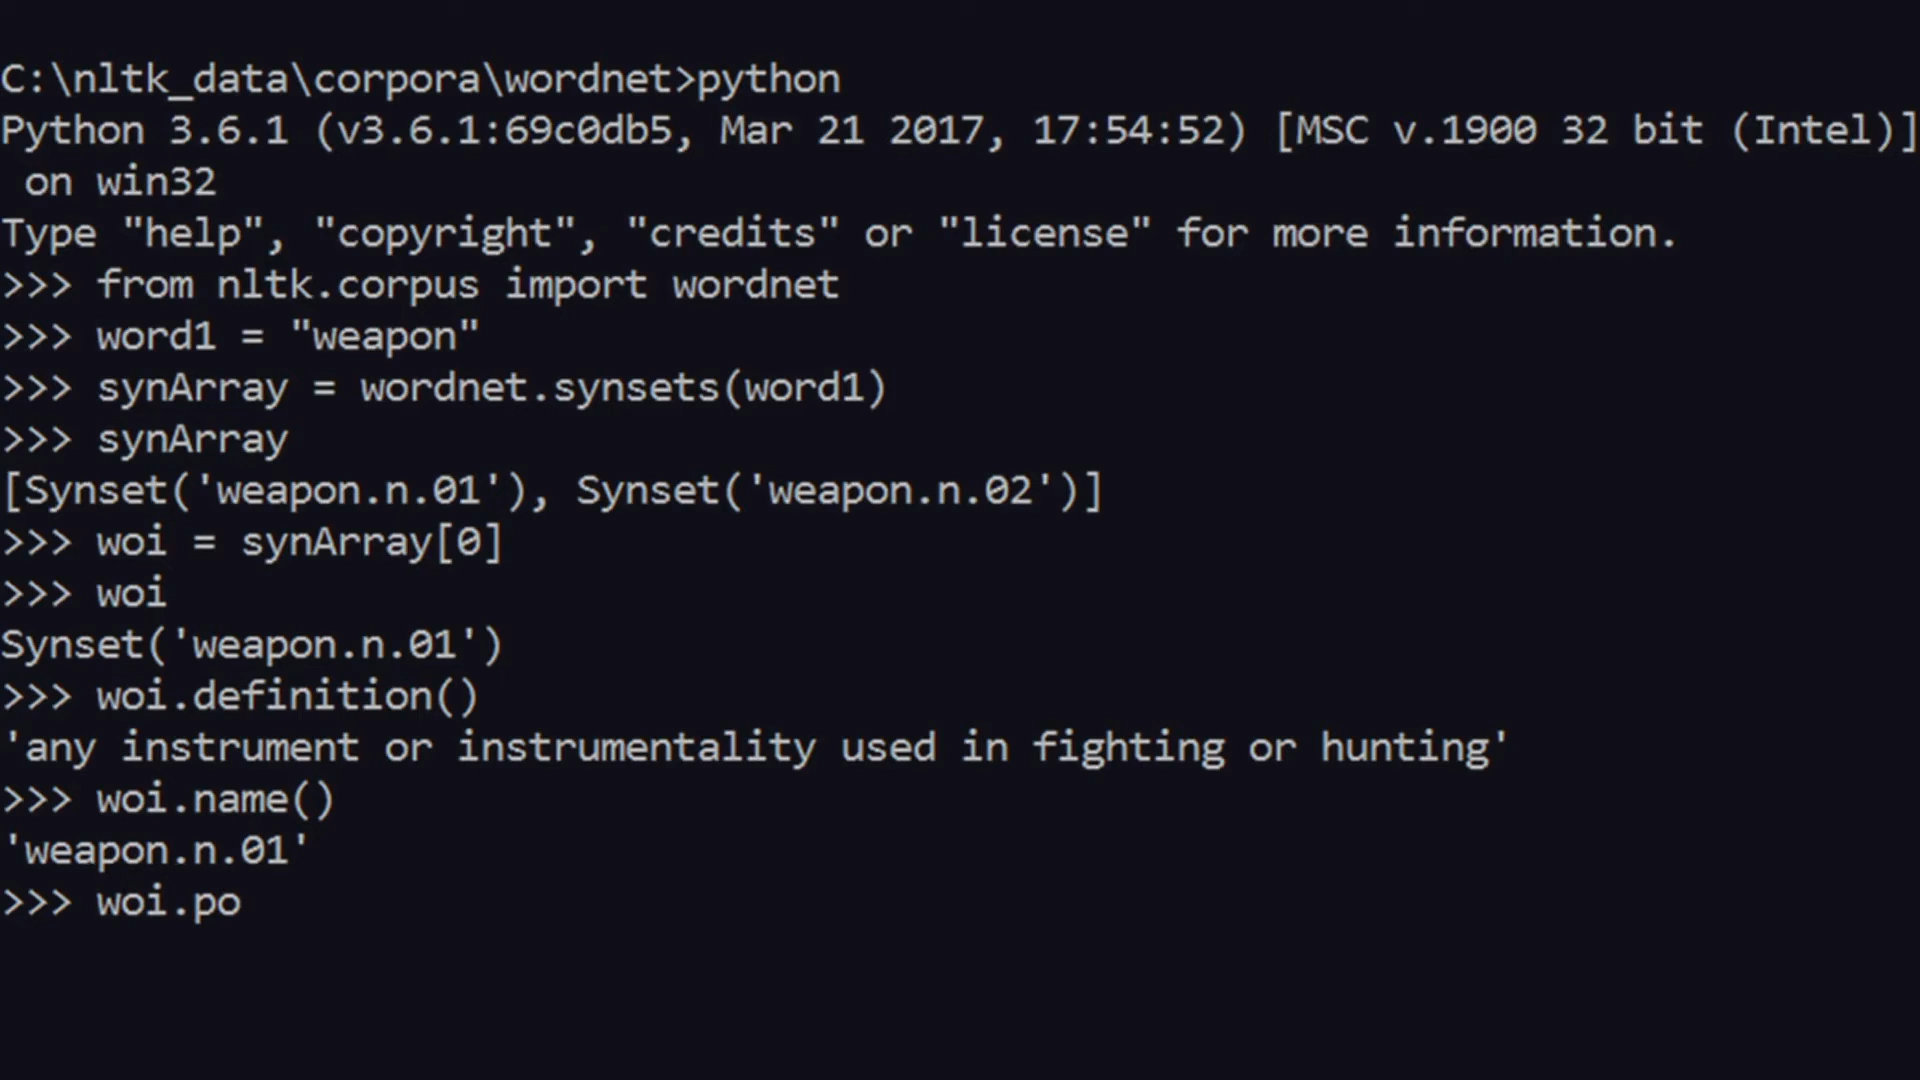 C:\nltk_data\corpora\wordnet>python
Python 3.6.1 (v3.6.1:69c0db5, Mar 21 2017, 17:54:52) [MSC v.1900 32 bit (Intel)]
 on win32
Type "help", "copyright", "credits" or "license" for more information.
>>> from nltk.corpus import wordnet
>>> word1 = "weapon"
>>> synArray = wordnet.synsets(word1)
>>> synArray
[Synset('weapon.n.01'), Synset('weapon.n.02')]
>>> woi = synArray[0]
>>> woi
Synset('weapon.n.01')
>>> woi.definition()
'any instrument or instrumentality used in fighting or hunting'
>>> woi.name()
'weapon.n.01'
>>> woi.po